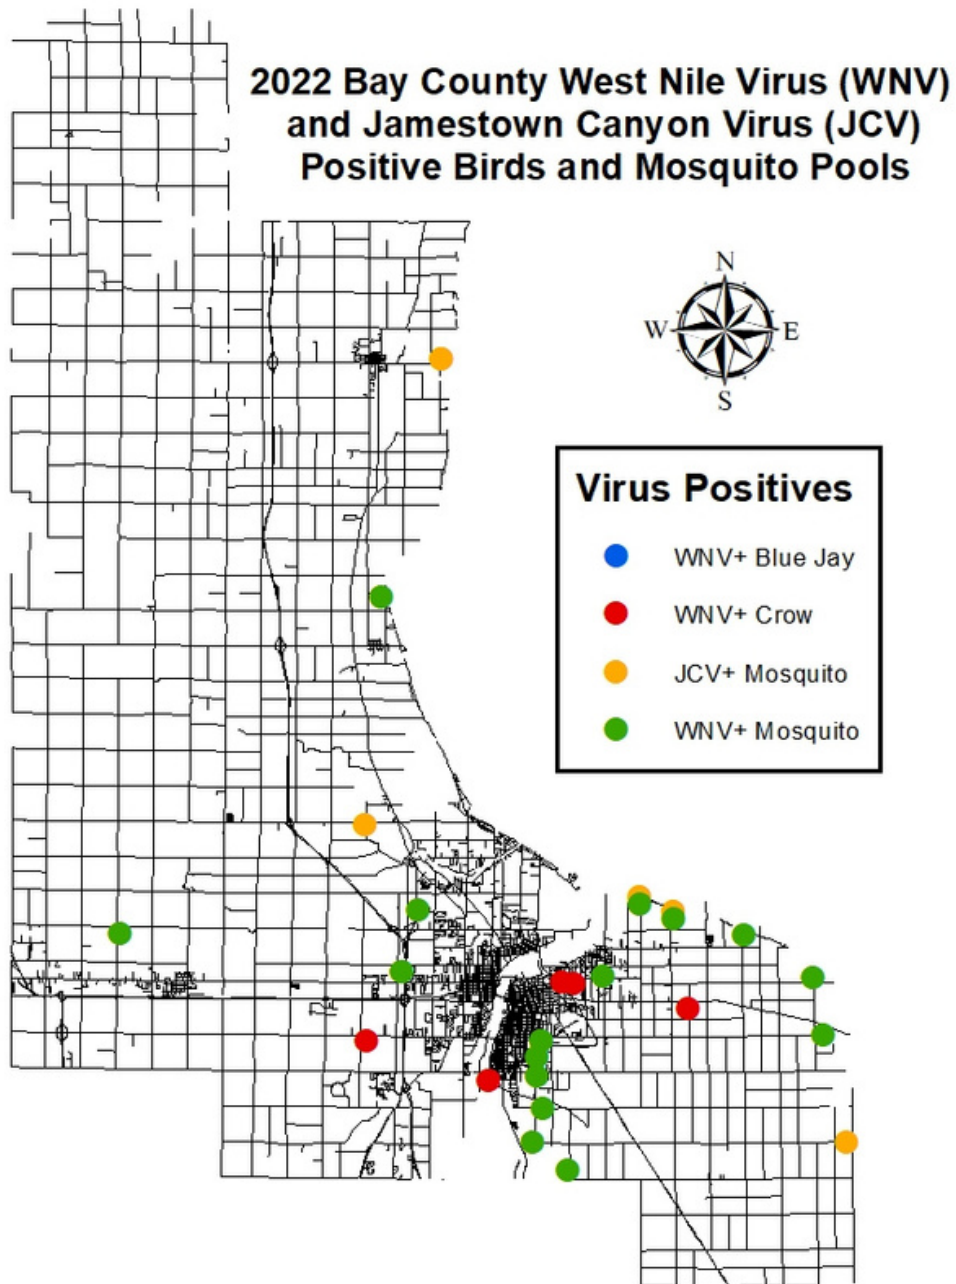 2022 Bay County West Nile Virus (WNV)
and Jamestown Canyon Virus (JCV)
Positive Birds and Mosquito Pools
N
W E
S
Virus Positives
WNV+ Blue Jay
WNV+ Crow
JCV+ Mosquito
WNV+ Mosquito